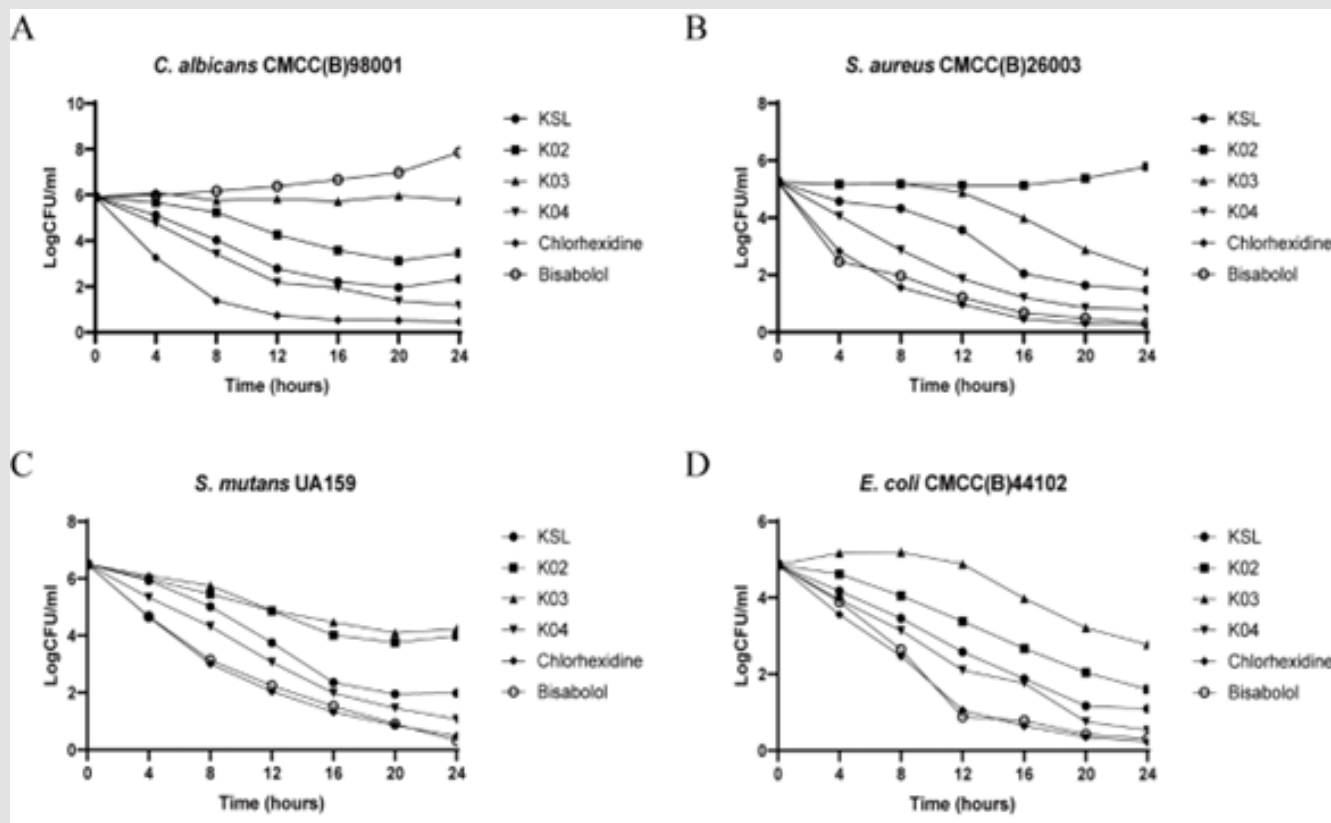 A
C. albicans CMCC(B)98001
10
8
6
4
2
0
LogCFU/ml
0 4 8 12 16 20 24
Time (hours)
KSL
K02
K03
K04
Chlorhexidine
Bisabolol
B
S. aureus CMCC(B)26003
8
6
4
2
0
LogCFU/ml
0 4 8 12 16 20 24
Time (hours)
KSL
K02
K03
K04
Chlorhexidine
Bisabolol
C
S. mutans UA159
8
6
4
2
0
LogCFU/ml
0 4 8 12 16 20 24
Time (hours)
KSL
K02
K03
K04
Chlorhexidine
Bisabolol
D
E. coli CMCC(B)44102
6
4
2
0
LogCFU/ml
0 4 8 12 16 20 24
Time (hours)
KSL
K02
K03
K04
Chlorhexidine
Bisabolol